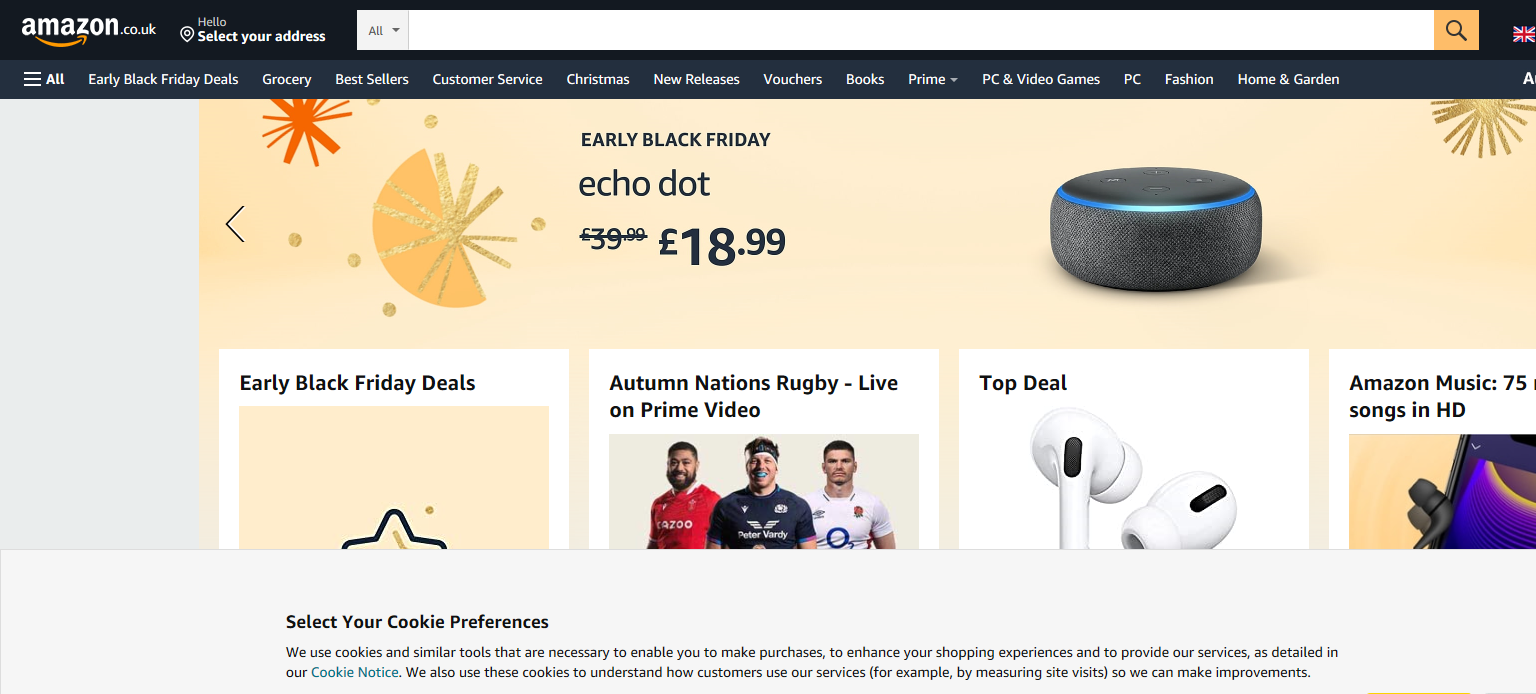 amazon.co.uk
Hello
Select your address
All
All
Early Black Friday Deals
Grocery
Best Sellers
Customer Service
Christmas
New Releases
Vouchers
Books
Prime
PC & Video Games
PC
Fashion
Home & Garden
EARLY BLACK FRIDAY
echo dot
£39.99 £18.99
Early Black Friday Deals
Autumn Nations Rugby - Live
on Prime Video
Peter Vardy
Top Deal
Amazon Music: 75
songs in HD
Select Your Cookie Preferences
We use cookies and similar tools that are necessary to enable you to make purchases, to enhance your shopping experiences and to provide our services, as detailed in
our Cookie Notice. We also use these cookies to understand how customers use our services (for example, by measuring site visits) so we can make improvements.